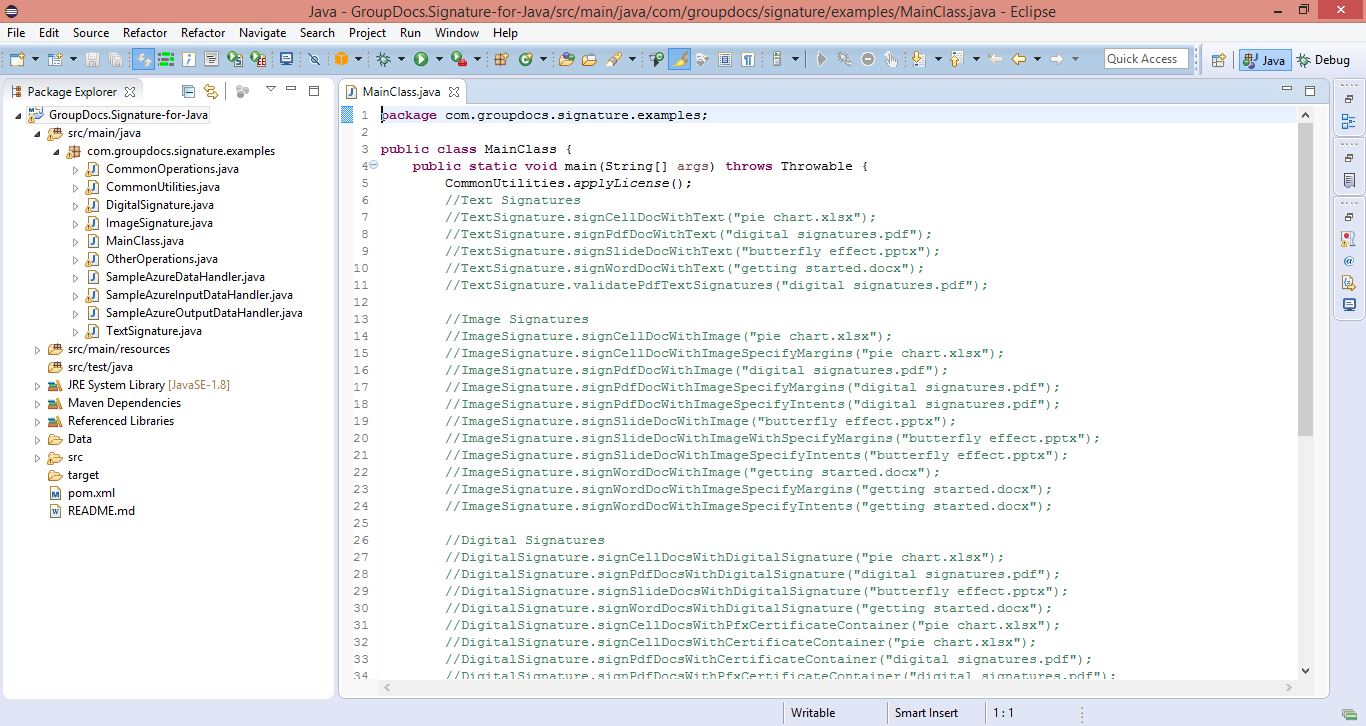 Java - GroupDocs.Signature-for-Java/src/main/java/com/groupdocs/signature/examples/MainClass.java - Eclipse
File Edit Source Refactor Refactor Navigate Search Project Run Window Help
Quick Access
Java
Debug
Package Explorer
GroupDocs.Signature-for-Java
src/main/java
com.groupdocs.signature.examples
CommonOperations.java
CommonUtilities.java
DigitalSignature.java
ImageSignature.java
MainClass.java
OtherOperations.java
SampleAzureDataHandler.java
SampleAzureInputDataHandler.java
SampleAzureOutputDataHandler.java
TextSignature.java
src/main/resources
src/test/java
JRE System Library [JavaSE-1.8]
Maven Dependencies
Referenced Libraries
Data
src
target
pom.xml
README.md
MainClass.java
1 package com.groupdocs.signature.examples;
2
3 public class MainClass {
4 public static void main(String[] args) throws Throwable {
5 CommonUtilities.applyLicense();
6 //Text Signatures
7 //TextSignature.signCellDocWithText("pie chart.xlsx");
8 //TextSignature.signPdfDocWithText("digital signatures.pdf");
9 //TextSignature.signSlideDocWithText("butterfly effect.pptx");
10 //TextSignature.signWordDocWithText("getting started.docx");
11 //TextSignature.validatePdfTextSignatures("digital signatures.pdf");
12
13 //Image Signatures
14 //ImageSignature.signCellDocWithImage("pie chart.xlsx");
15 //ImageSignature.signCellDocWithImageSpecifyMargins("pie chart.xlsx");
16 //ImageSignature.signPdfDocWithImage("digital signatures.pdf");
17 //ImageSignature.signPdfDocWithImageSpecifyMargins("digital signatures.pdf");
18 //ImageSignature.signPdfDocWithImageSpecifyIntents("digital signatures.pdf");
19 //ImageSignature.signSlideDocWithImage("butterfly effect.pptx");
20 //ImageSignature.signSlideDocWithImageWithSpecifyMargins("butterfly effect.pptx");
21 //ImageSignature.signSlideDocWithImageSpecifyIntents("butterfly effect.pptx");
22 //ImageSignature.signWordDocWithImage("getting started.docx");
23 //ImageSignature.signWordDocWithImageSpecifyMargins("getting started.docx");
24 //ImageSignature.signWordDocWithImageSpecifyIntents("getting started.docx");
25
26 //Digital Signatures
27 //DigitalSignature.signCellDocsWithDigitalSignature("pie chart.xlsx");
28 //DigitalSignature.signPdfDocsWithDigitalSignature("digital signatures.pdf");
29 //DigitalSignature.signSlideDocsWithDigitalSignature("butterfly effect.pptx");
30 //DigitalSignature.signWordDocsWithDigitalSignature("getting started.docx");
31 //DigitalSignature.signCellDocsWithPfxCertificateContainer("pie chart.xlsx");
32 //DigitalSignature.signCellDocsWithCertificateContainer("pie chart.xlsx");
33 //DigitalSignature.signPdfDocsWithCertificateContainer("digital signatures.pdf");
34 //DigitalSignature.signPdfDocsWithPfxCertificateContainer("digital signatures.pdf");
Writable Smart Insert 1 : 1